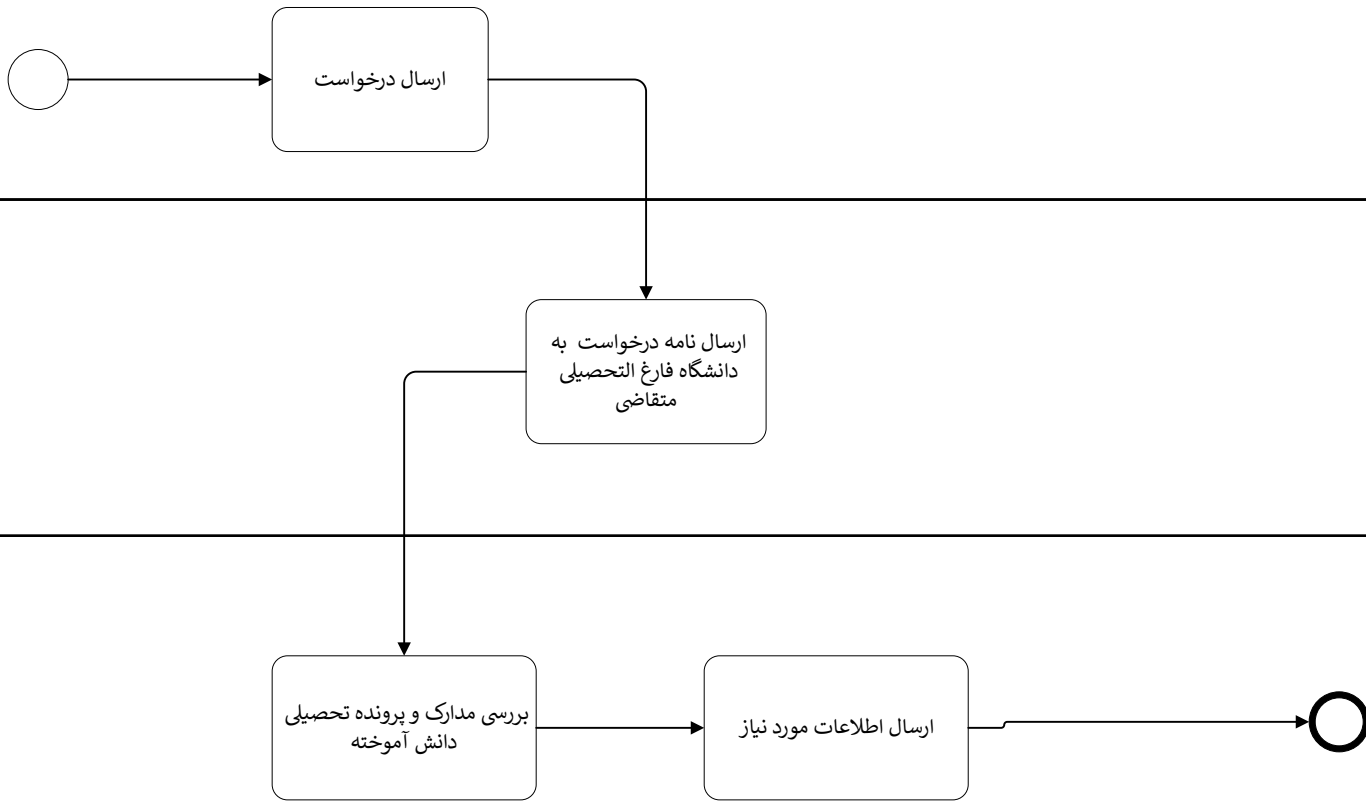 ارسال درخواست
ارسال نامه درخواست به
دانشگاه فارغ التحصیلی
متقاضی
بررسی مدارک و پرونده تحصیلی
دانش آموخته
ارسال اطلاعات مورد نیاز